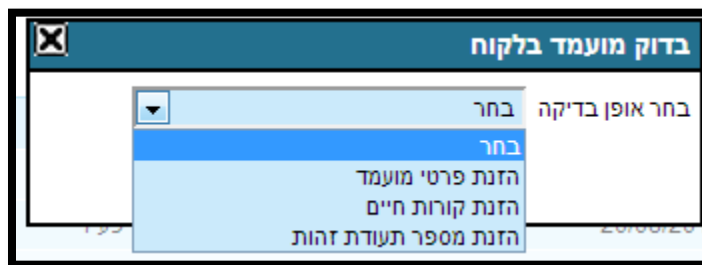 בדוק מועמד בלקוח
בחר אופן בדיקה בחר
בחר
הזנת פרטי מועמד
הזנת קורות חיים
הזנת מספר תעודת זהות